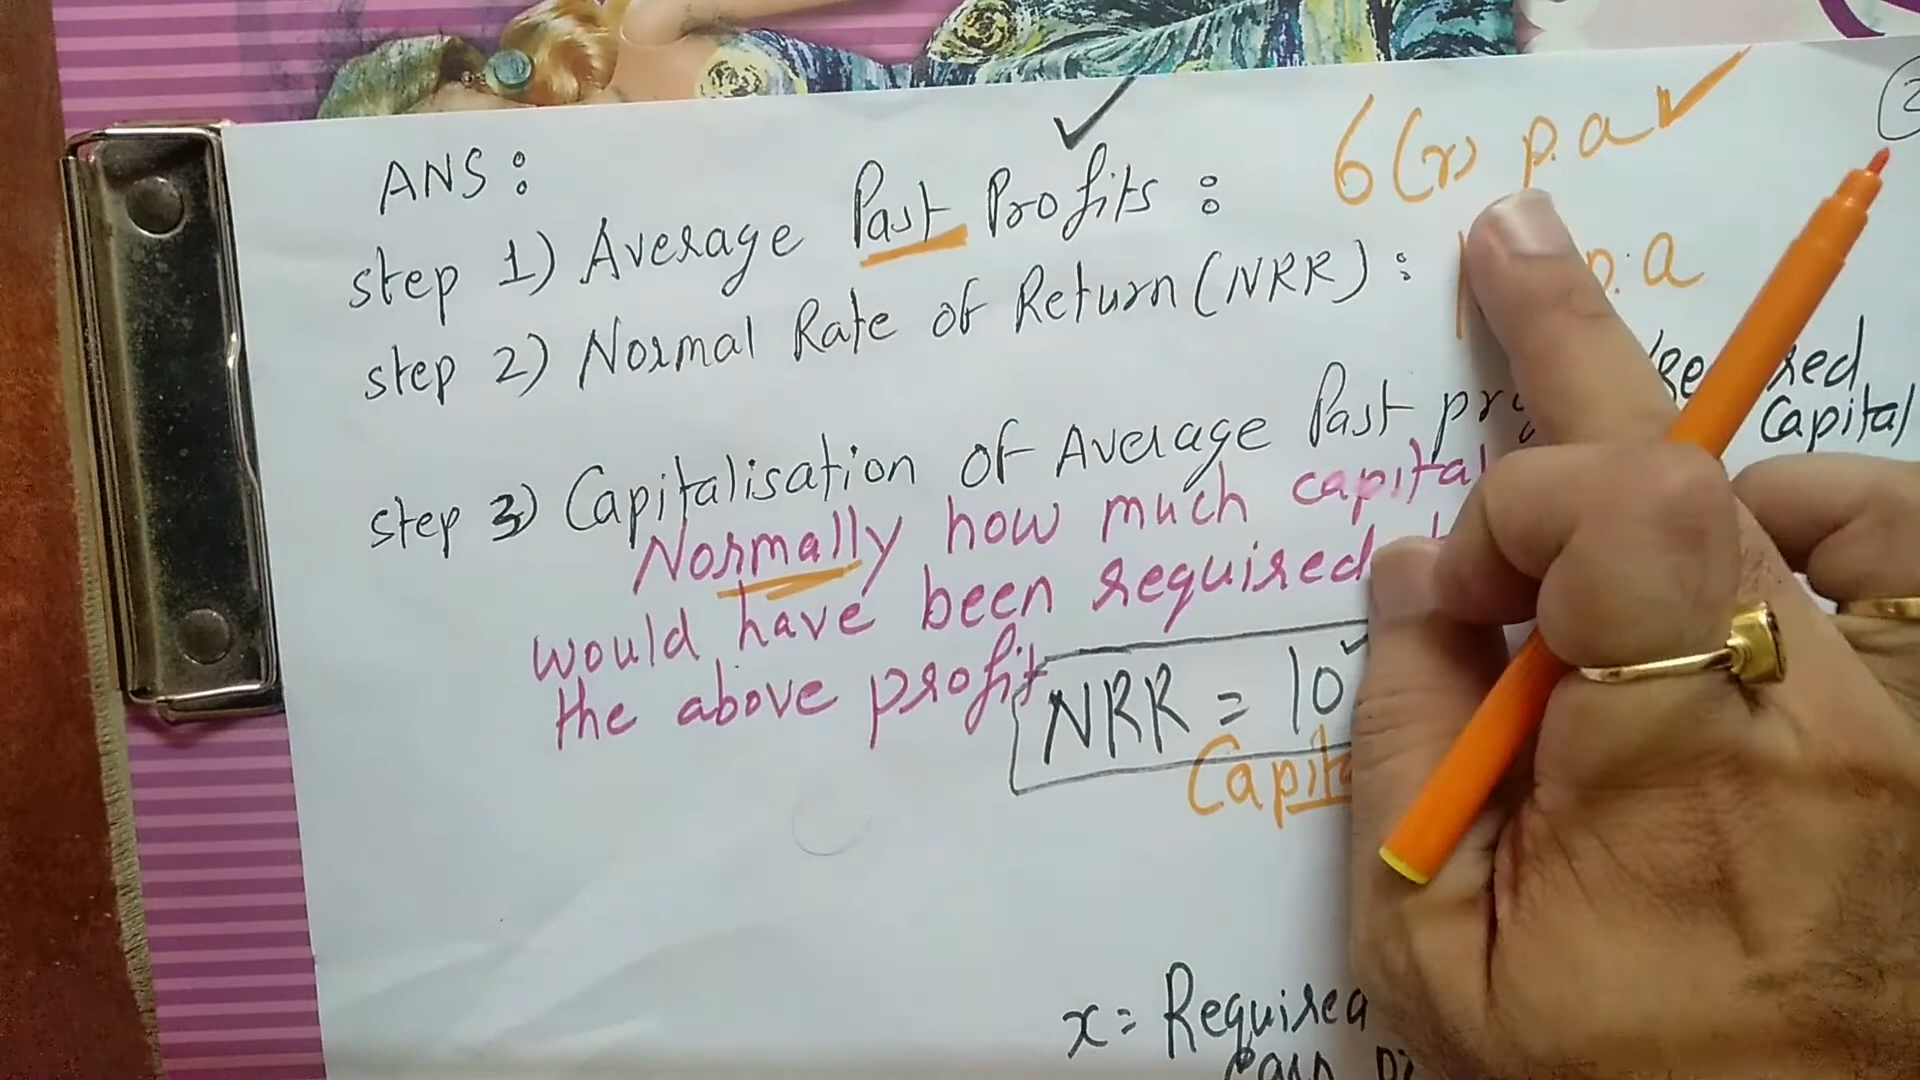 ANS :
step 1) Average Past Profits : 6 (r) p.a
step 2) Normal Rate of Return (NRR) : p.a
step 3) Capitalisation of Average Past
Capital
Normally how much capital
would have been required
the above profit
NRR = 10
x = Required